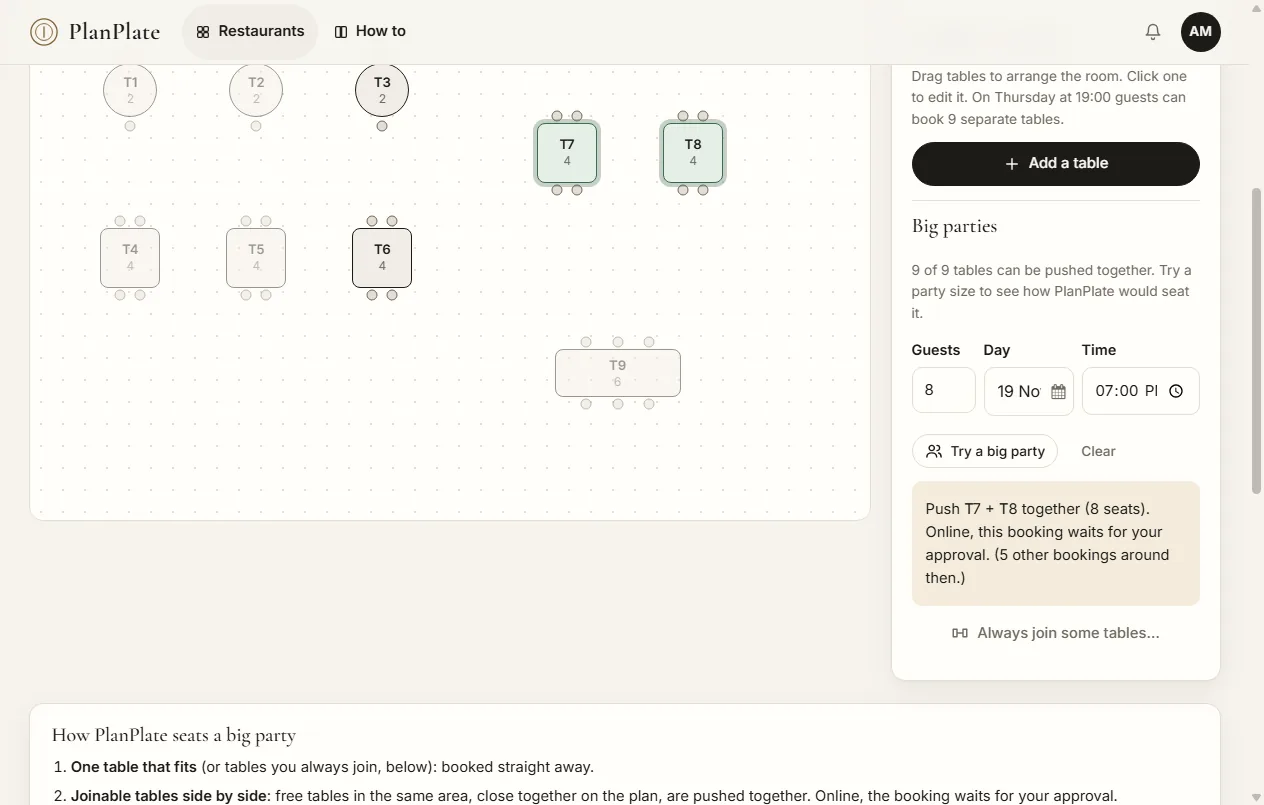 PlanPlate
Restaurants
How to
AM
T1
2
T2
2
T3
2
T7
4
T8
4
T4
4
T5
4
T6
4
T9
6
Drag tables to arrange the room. Click one
to edit it. On Thursday at 19:00 guests can
book 9 separate tables.
+ Add a table
Big parties
9 of 9 tables can be pushed together. Try a
party size to see how PlanPlate would seat
it.
Guests Day Time
8
19 No
07:00 P
Try a big party
Clear
Push T7 + T8 together (8 seats).
Online, this booking waits for your
approval. (5 other bookings around
then.)
Always join some tables...
How PlanPlate seats a big party
1. One table that fits (or tables you always join, below): booked straight away.
2. Joinable tables side by side: free tables in the same area, close together on the plan, are pushed together. Online, the booking waits for your approval.